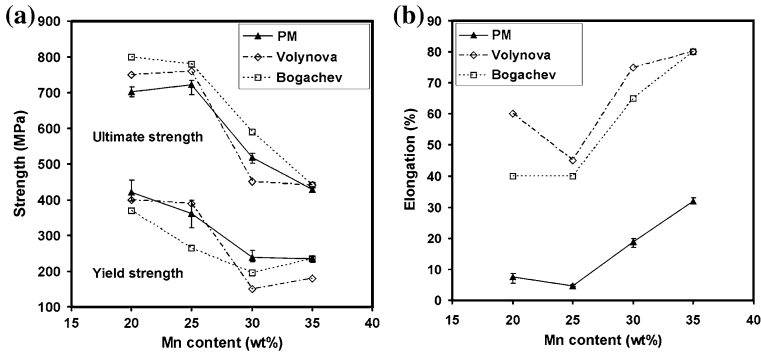 (a)
900
800
700
600
500
400
300
200
100
Strength (MPa)
PM
Volynova
Bogachev
Ultimate strength
Yield strength
15 20 25 30 35 40
Mn content (wt%)
(b)
90
80
70
60
50
40
30
20
10
0
Elongation (%)
PM
Volynova
Bogachev
15 20 25 30 35 40
Mn content (wt%)